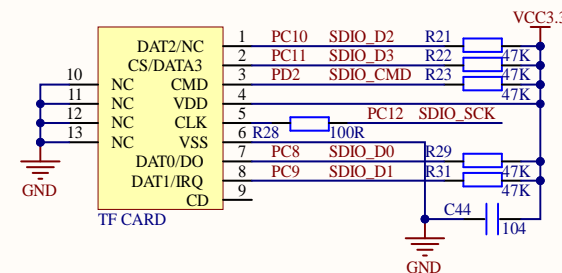 VCC3.3
1 PC10 SDIO_D2 R21
DAT2/NC
2 PC11 SDIO_D3 R22 47K
CS/DATA3
10 NC 3 PD2 SDIO_CMD R23 47K
CMD
11 NC VDD 4 47K
12 NC CLK 5 PC12 SDIO_SCK
13 NC VSS 6 R28 100R
DAT0/DO 7 PC8 SDIO_D0 R29
GND
DAT1/IRQ 8 PC9 SDIO_D1 R31 47K
CD 9 47K
TF CARD
C44
104
GND